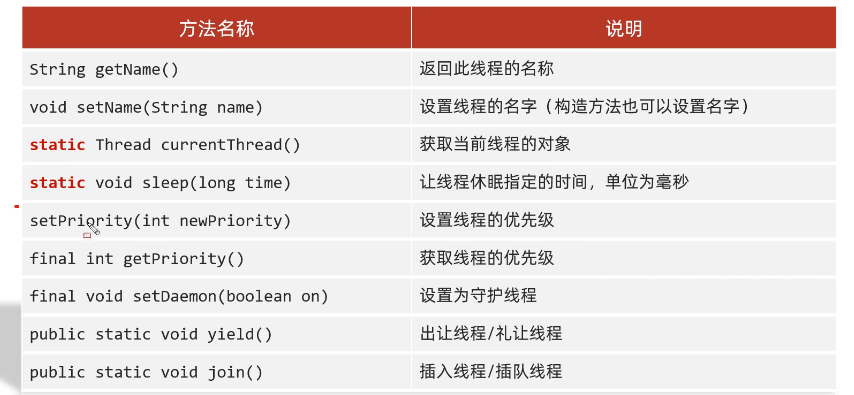 方法名称 说明
String getName() 返回此线程的名称
void setName(String name) 设置线程的名字（构造方法也可以设置名字）
static Thread currentThread() 获取当前线程的对象
static void sleep(long time) 让线程休眠指定的时间，单位为毫秒
setPriority(int newPriority) 设置线程的优先级
final int getPriority() 获取线程的优先级
final void setDaemon(boolean on) 设置为守护线程
public static void yield() 出让线程/礼让线程
public static void join() 插入线程/插队线程